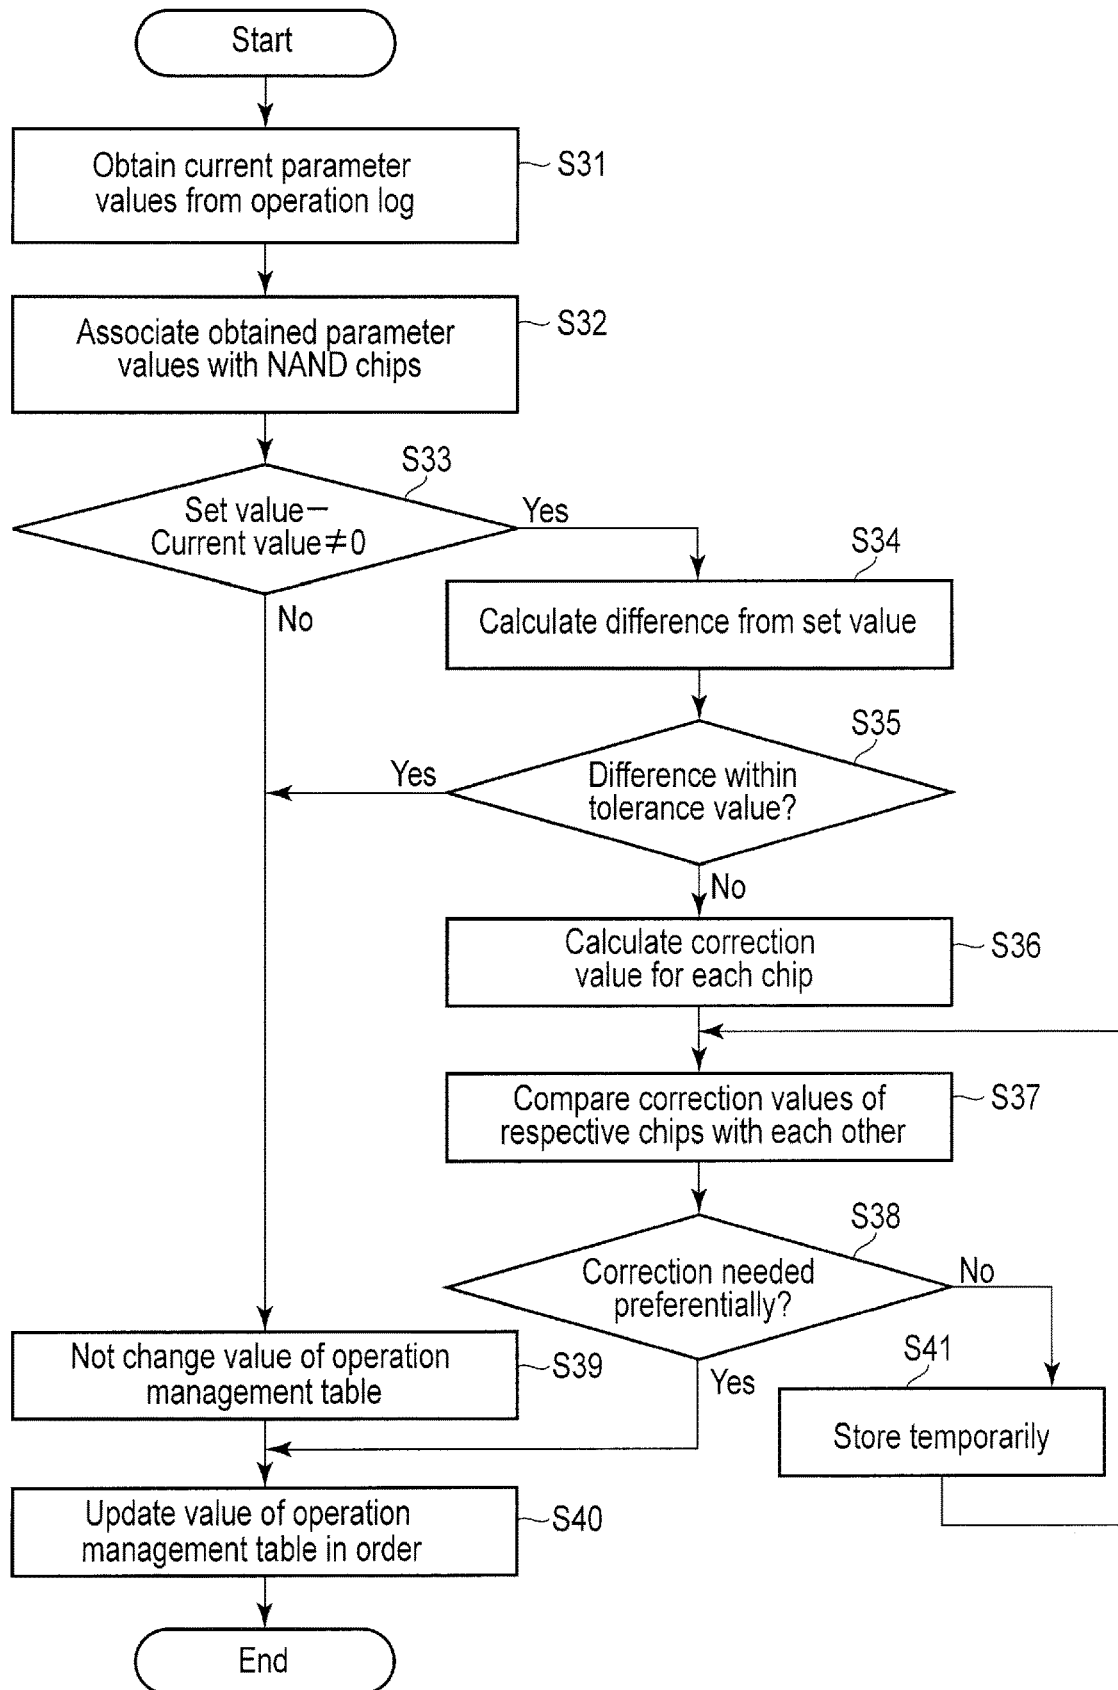 Start
Obtain current parameter
values from operation log
S31
Associate obtained parameter
values with NAND chips
S32
S33
Set value−
Current value≠0
Yes
No
S34
Calculate difference from set value
S35
Difference within
tolerance value?
Yes
No
Calculate correction
value for each chip
S36
Compare correction values of
respective chips with each other
S37
S38
Correction needed
preferentially?
No
Yes
Not change value of operation
management table
S39
S41
Store temporarily
Update value of operation
management table in order
S40
End